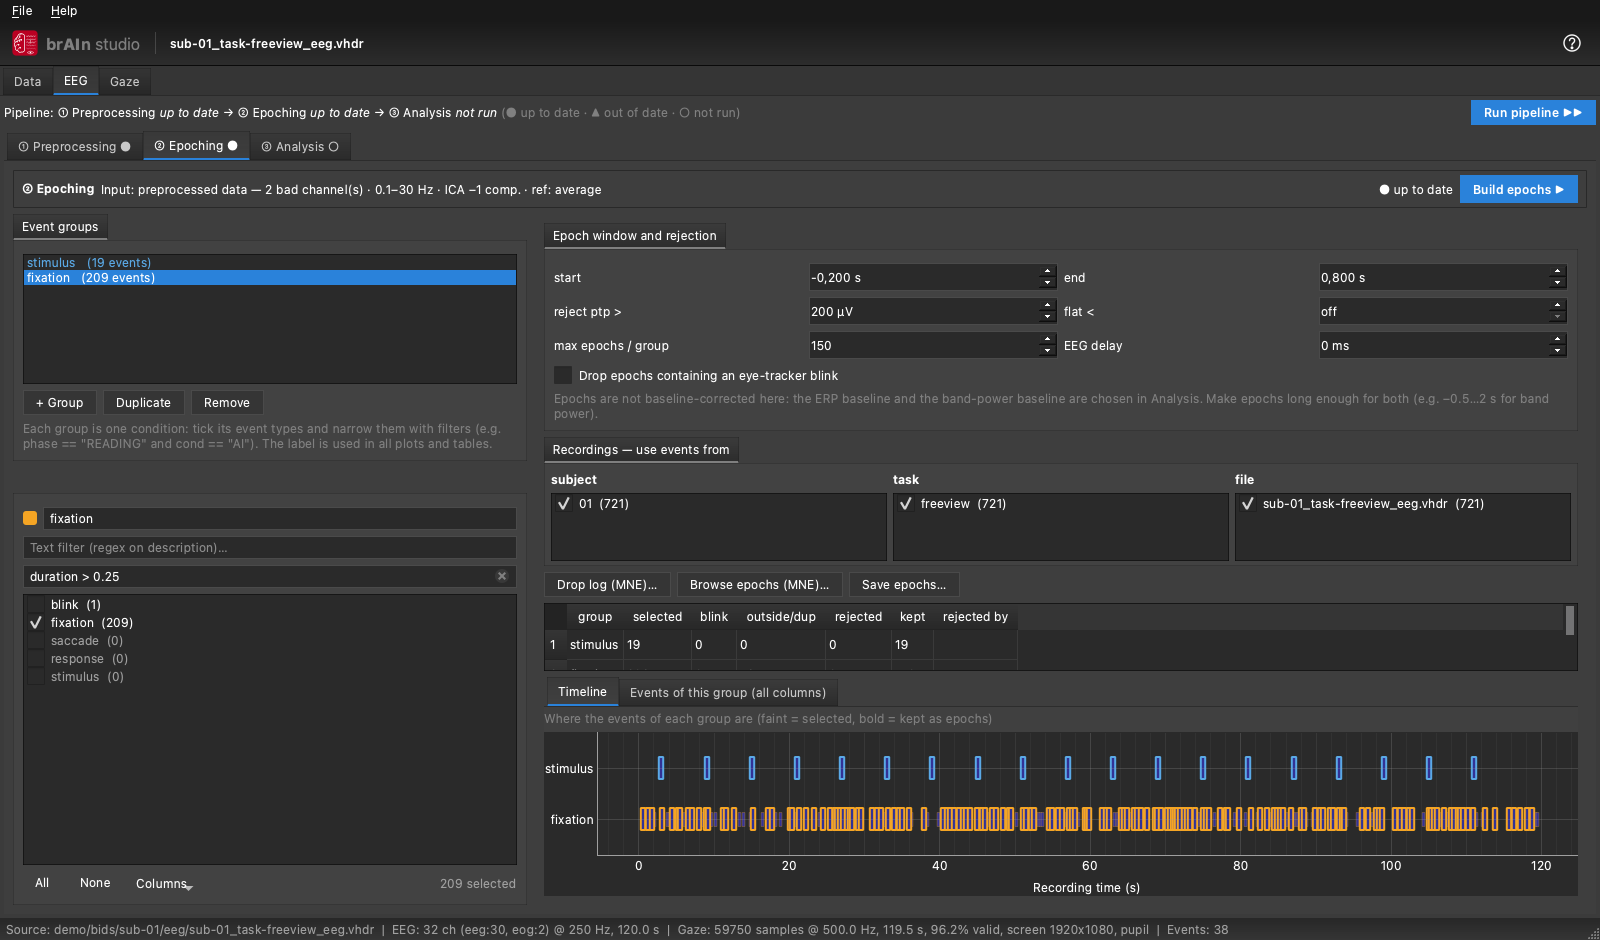 File Help
brAIn studio sub-01_task-freeview_eeg.vhdr
Data EEG Gaze
Pipeline: ① Preprocessing up to date → ② Epoching up to date → ③ Analysis not run (● up to date · ▲ out of date · ○ not run) Run pipeline ▶▶
① Preprocessing ● ② Epoching ● ③ Analysis ○
② Epoching Input: preprocessed data — 2 bad channel(s) · 0.1–30 Hz · ICA −1 comp. · ref: average ● up to date Build epochs ▶
Event groups
stimulus (19 events)
fixation (209 events)
+ Group Duplicate Remove
Each group is one condition: tick its event types and narrow them with filters (e.g.
phase == "READING" and cond == "AI"). The label is used in all plots and tables.
fixation
Text filter (regex on description)...
duration > 0.25
blink (1)
fixation (209)
saccade (0)
response (0)
stimulus (0)
All None Columns 209 selected
Epoch window and rejection
start -0,200 s end 0,800 s
reject ptp > 200 µV flat < off
max epochs / group 150 EEG delay 0 ms
Drop epochs containing an eye-tracker blink
Epochs are not baseline-corrected here: the ERP baseline and the band-power baseline are chosen in Analysis. Make epochs long enough for both (e.g. −0.5…2 s for band
power).
Recordings — use events from
subject task file
01 (721) freeview (721) sub-01_task-freeview_eeg.vhdr (721)
Drop log (MNE)... Browse epochs (MNE)... Save epochs...
group selected blink outside/dup rejected kept rejected by
1 stimulus 19 0 0 0 19
Timeline Events of this group (all columns)
Where the events of each group are (faint = selected, bold = kept as epochs)
stimulus
fixation
0 20 40 60 80 100 120
Recording time (s)
Source: demo/bids/sub-01/eeg/sub-01_task-freeview_eeg.vhdr | EEG: 32 ch (eeg:30, eog:2) @ 250 Hz, 120.0 s | Gaze: 59750 samples @ 500.0 Hz, 119.5 s, 96.2% valid, screen 1920x1080, pupil | Events: 38